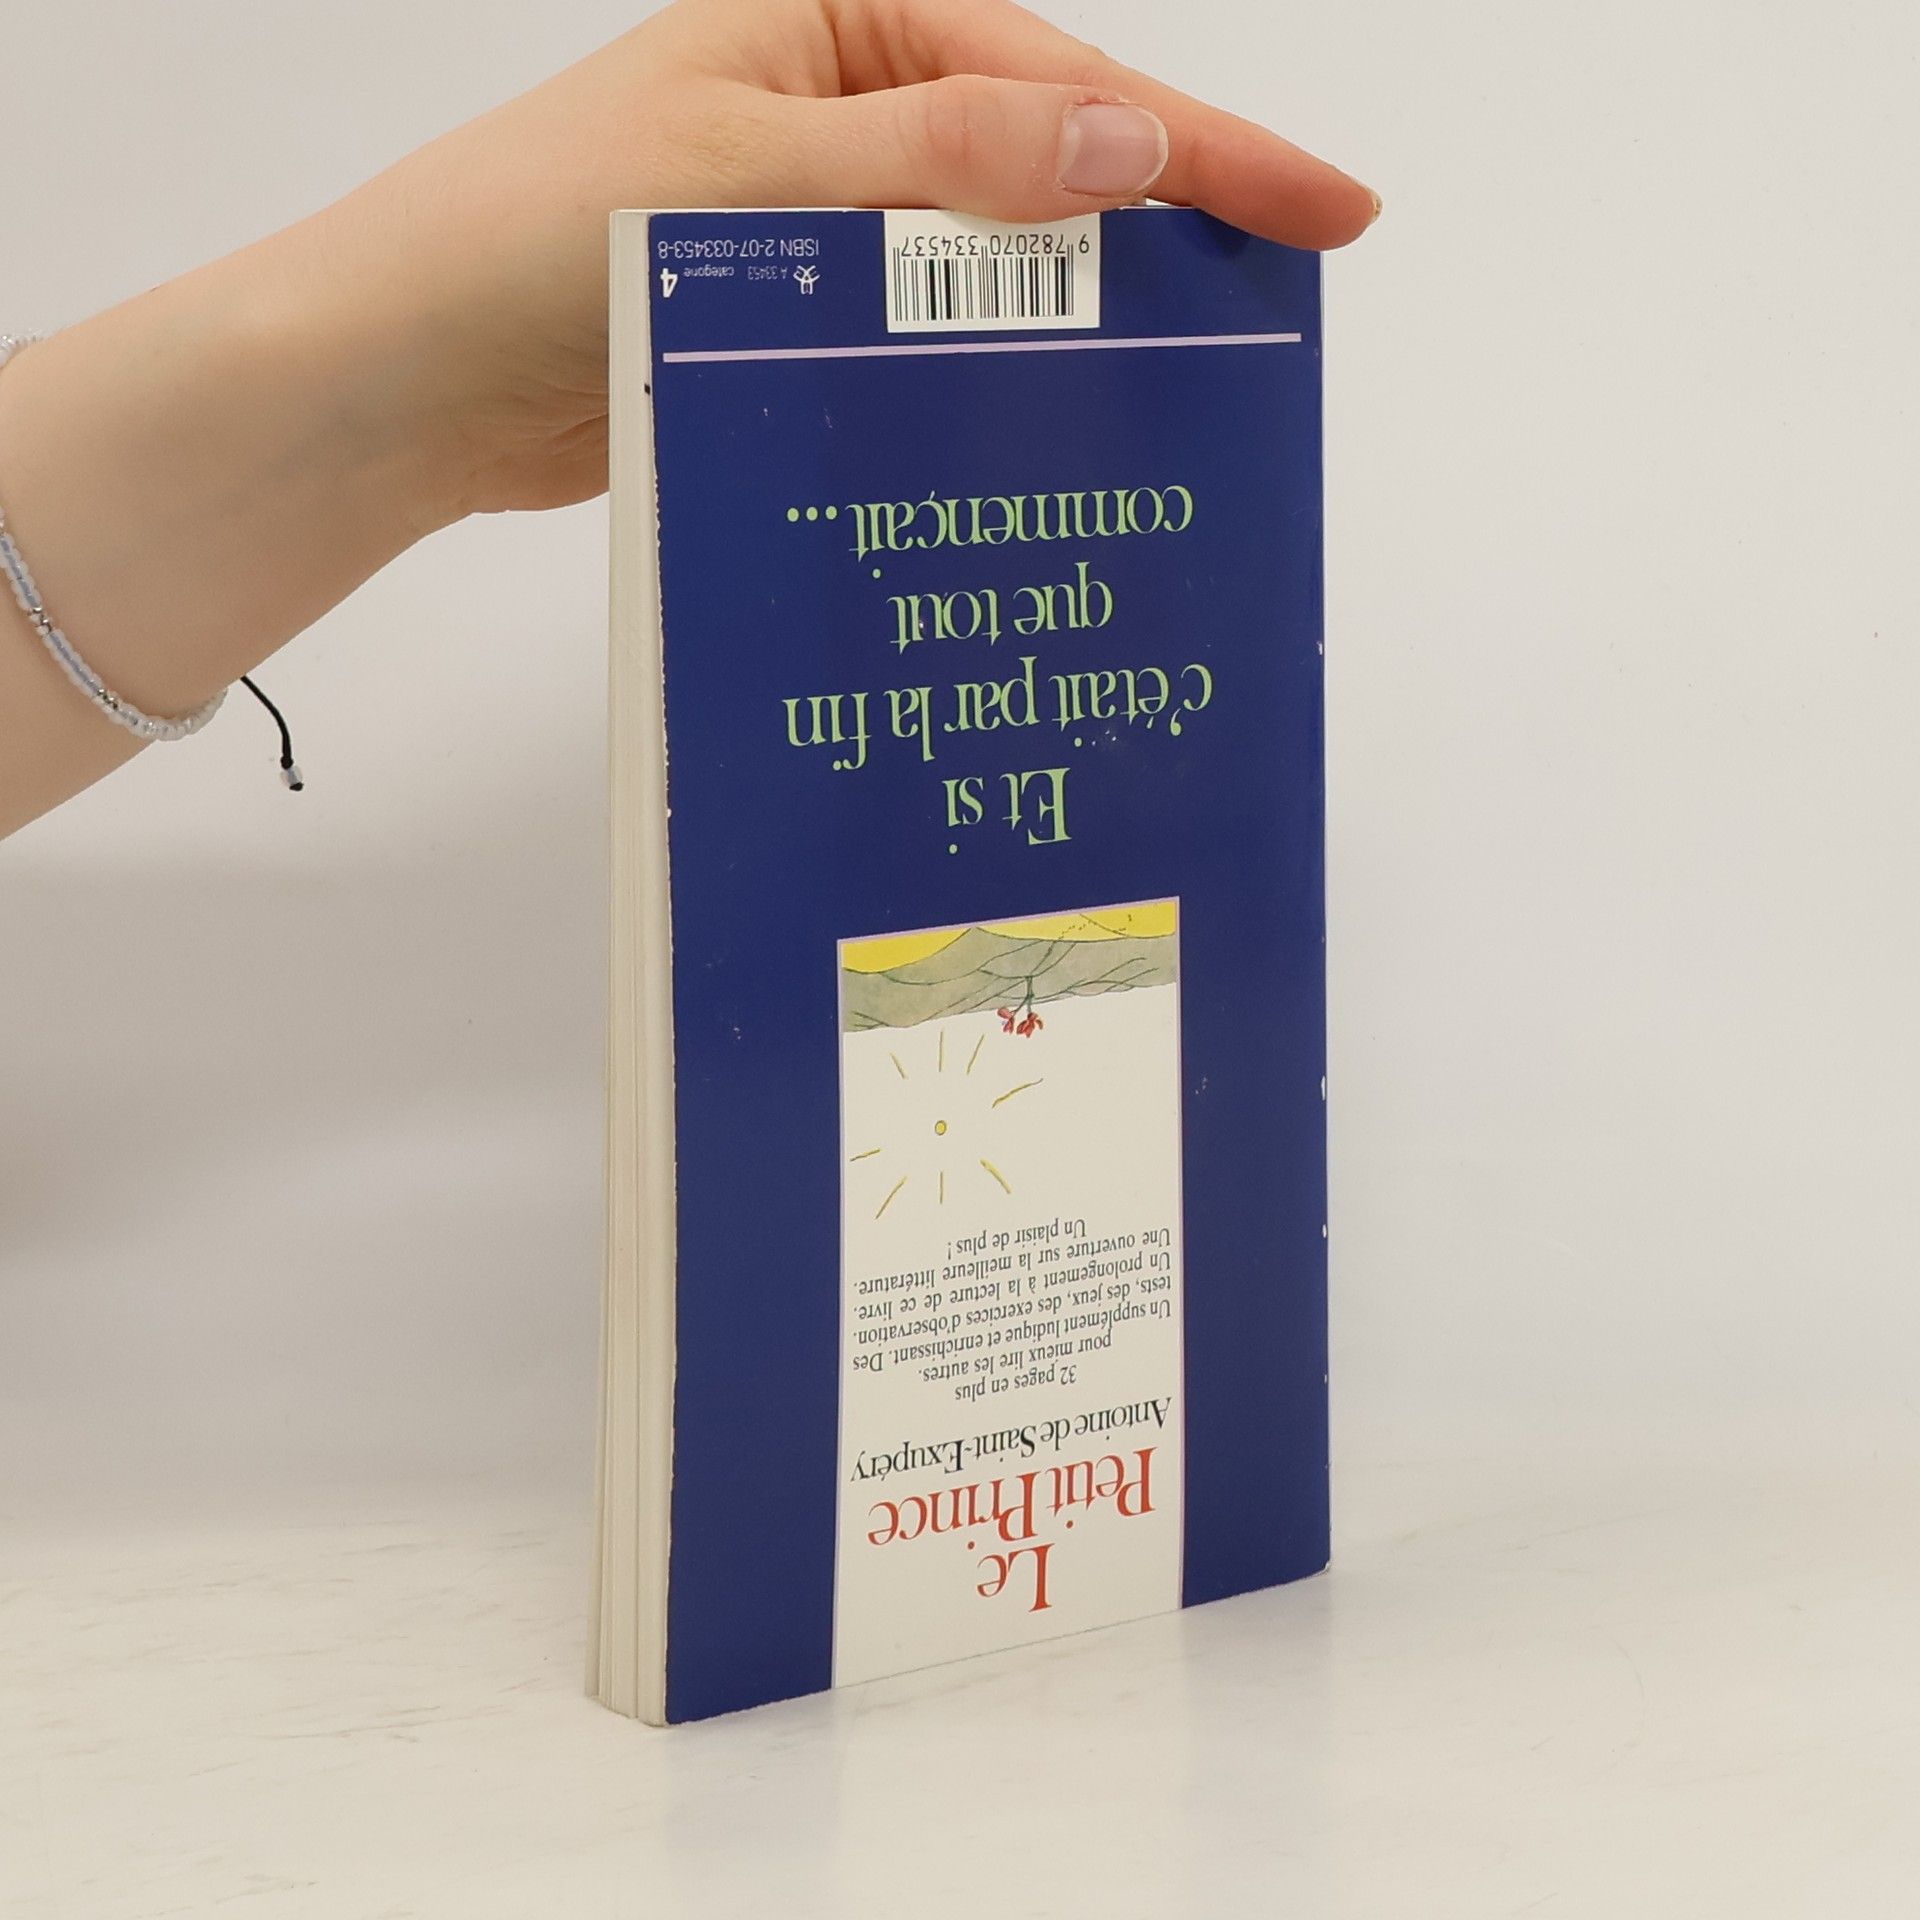 Le
Petit Prince
Antoine de Saint-Exupéry
32 pages en plus
pour mieux lire les autres.
Un supplément ludique et enrichissant. Des
tests, des jeux, des exercices d'observation.
Un prolongement à la lecture de ce livre.
Une ouverture sur la meilleure littérature.
Un plaisir de plus !
Et si
c'était par la fin
que tout
commençait...
9 782070 334537
A 33453 catégorie 4
ISBN 2-07-033453-8